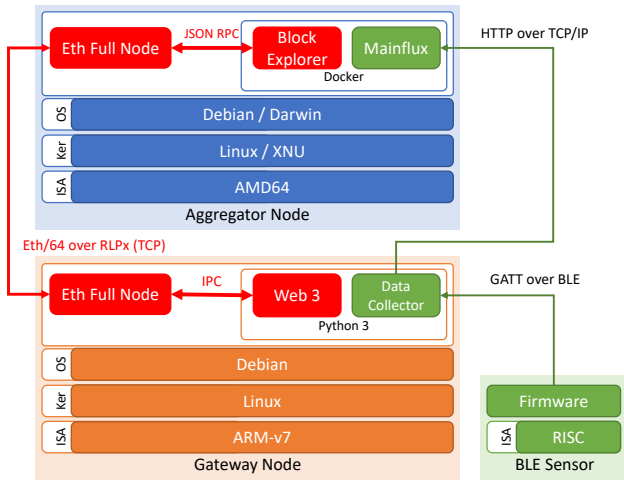 JSON RPC
HTTP over TCP/IP
Eth Full Node
Block
Explorer
Mainflux
Docker
OS
Debian / Darwin
Ker
Linux / XNU
ISA
AMD64
Aggregator Node
Eth/64 over RLPx (TCP)
IPC
GATT over BLE
Eth Full Node
Web 3
Data
Collector
Python 3
OS
Debian
Ker
Linux
Firmware
ISA
ARM-v7
ISA
RISC
Gateway Node
BLE Sensor